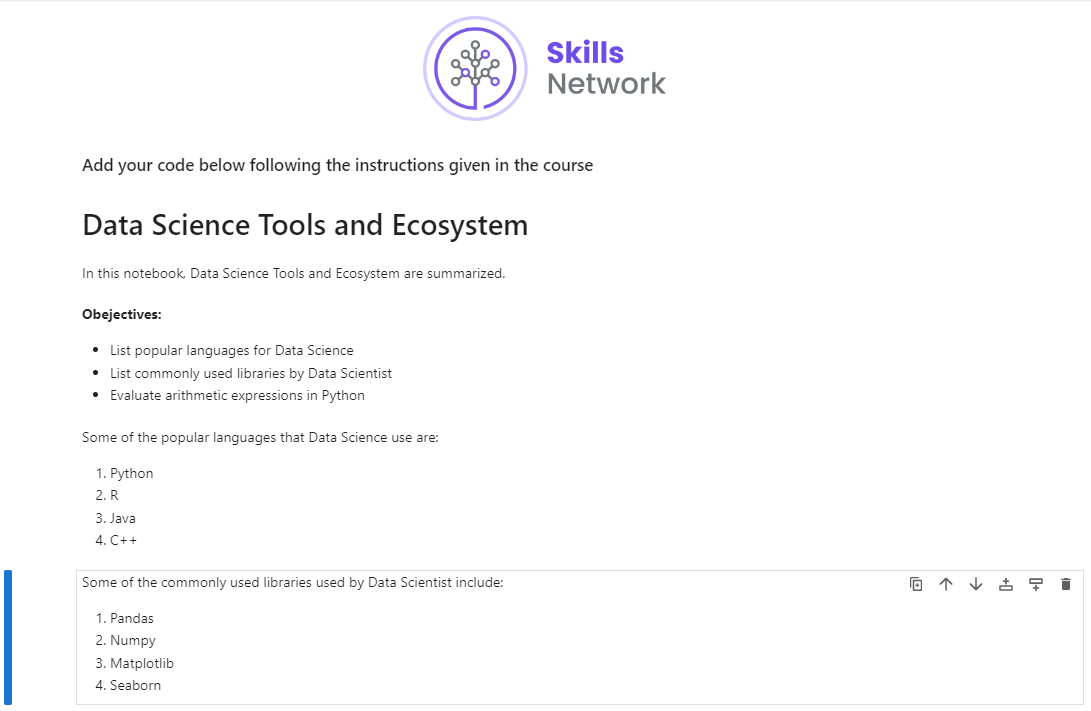 Skills
Network
Add your code below following the instructions given in the course
Data Science Tools and Ecosystem
In this notebook, Data Science Tools and Ecosystem are summarized.
Obejectives:
• List popular languages for Data Science
• List commonly used libraries by Data Scientist
• Evaluate arithmetic expressions in Python
Some of the popular languages that Data Science use are:
1. Python
2. R
3. Java
4. C++
Some of the commonly used libraries used by Data Scientist include:
1. Pandas
2. Numpy
3. Matplotlib
4. Seaborn